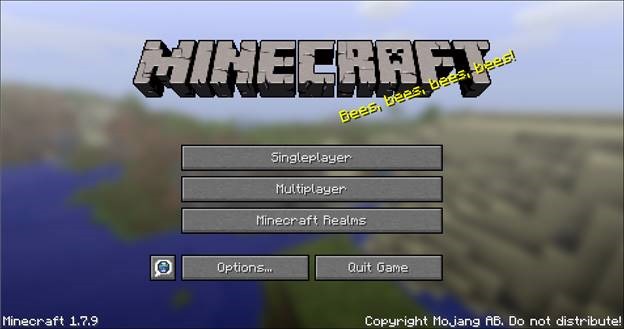 MINECRAFT
Bees, bees, bees, bees!
Singleplayer
Multiplayer
Minecraft Realms
Options...
Quit Game
Minecraft 1.7.9
Copyright Mojang AB. Do not distribute!